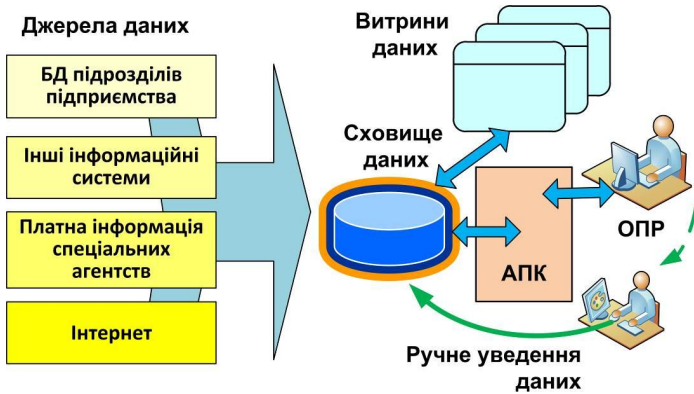 Джерела даних
БД підрозділів
підприємства
Інші інформаційні
системи
Платна інформація
спеціальних
агентств
Інтернет
Витрини
даних
Сховище
даних
АПК
ОПР
Ручне уведення
даних